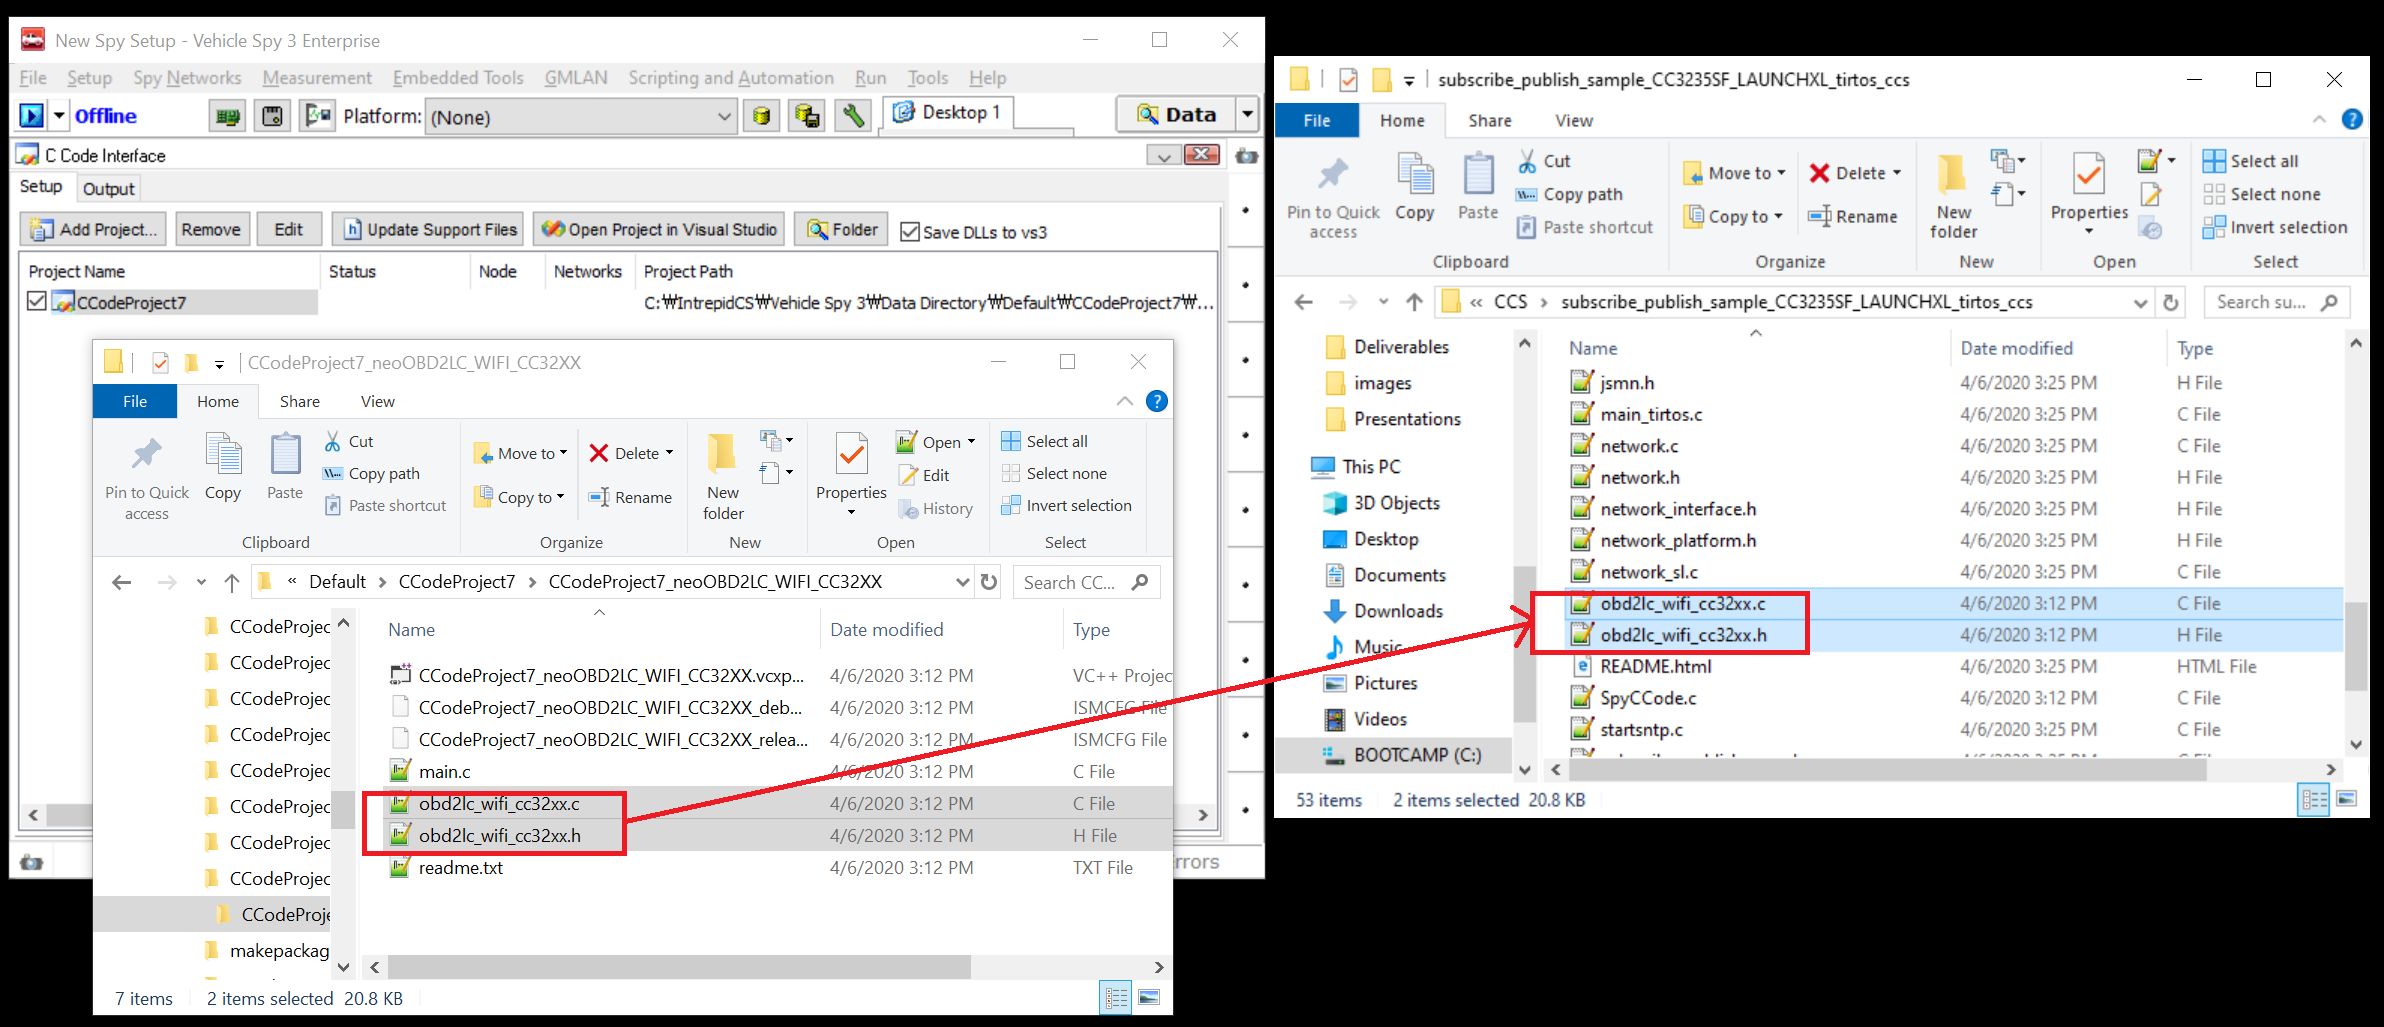 New Spy Setup - Vehicle Spy 3 Enterprise
File Setup Spy Networks Measurement Embedded Tools GMLAN Scripting and Automation Run Tools Help
Offline Platform: (None) Desktop 1 Data
C Code Interface
Setup Output
Add Project... Remove Edit Update Support Files Open Project in Visual Studio Folder Save DLLs to vs3
Project Name Status Node Networks Project Path
CCodeProject7 C:₩IntrepidCS₩Vehicle Spy 3₩Data Directory₩Default₩CCodeProject7₩...
rrors
CCodeProject7_neoOBD2LC_WIFI_CC32XX
File Home Share View
Pin to Quick access
Copy
Paste
Cut
Copy path
Paste shortcut
Clipboard
Move to
Copy to
Delete
Rename
Organize
New folder
New
Properties
Open
Edit
History
Open
Select all
Select none
Invert selection
Select
« Default > CCodeProject7 > CCodeProject7_neoOBD2LC_WIFI_CC32XX Search CC...
CCodeProjec
CCodeProjec
CCodeProjec
CCodeProjec
CCodeProjec
CCodeProjec
CCodeProjec
CCodeProjec
CCodeProje
makepackag
Name Date modified Type
CCodeProject7_neoOBD2LC_WIFI_CC32XX.vcxp... 4/6/2020 3:12 PM VC++ Projec
CCodeProject7_neoOBD2LC_WIFI_CC32XX_deb... 4/6/2020 3:12 PM ISMCFG File
CCodeProject7_neoOBD2LC_WIFI_CC32XX_relea... 4/6/2020 3:12 PM ISMCFG File
main.c 4/6/2020 3:12 PM C File
obd2lc_wifi_cc32xx.c 4/6/2020 3:12 PM C File
obd2lc_wifi_cc32xx.h 4/6/2020 3:12 PM H File
readme.txt 4/6/2020 3:12 PM TXT File
7 items 2 items selected 20.8 KB
subscribe_publish_sample_CC3235SF_LAUNCHXL_tirtos_ccs
File Home Share View
Pin to Quick access
Copy
Paste
Cut
Copy path
Paste shortcut
Clipboard
Move to
Copy to
Delete
Rename
Organize
New folder
New
Properties
Open
Select all
Select none
Invert selection
Select
« CCS > subscribe_publish_sample_CC3235SF_LAUNCHXL_tirtos_ccs Search su...
Deliverables
images
Presentations
This PC
3D Objects
Desktop
Documents
Downloads
Music
Pictures
Videos
BOOTCAMP (C:)
Name Date modified Type
jsmn.h 4/6/2020 3:25 PM H File
main_tirtos.c 4/6/2020 3:25 PM C File
network.c 4/6/2020 3:25 PM C File
network.h 4/6/2020 3:25 PM H File
network_interface.h 4/6/2020 3:25 PM H File
network_platform.h 4/6/2020 3:25 PM H File
network_sl.c 4/6/2020 3:25 PM C File
obd2lc_wifi_cc32xx.c 4/6/2020 3:12 PM C File
obd2lc_wifi_cc32xx.h 4/6/2020 3:12 PM H File
README.html 4/6/2020 3:25 PM HTML File
SpyCCode.c 4/6/2020 3:12 PM C File
startsntp.c 4/6/2020 3:25 PM C File
53 items 2 items selected 20.8 KB